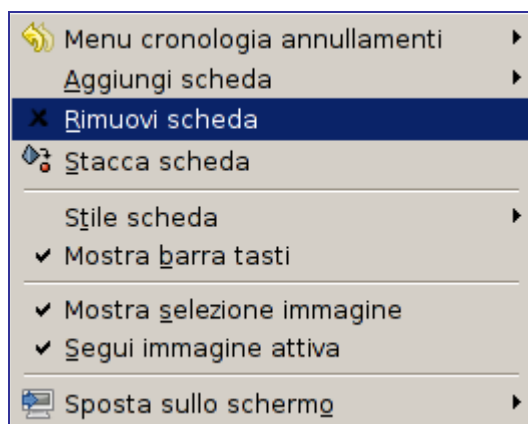 Menu cronologia annullamenti
Aggiungi scheda
Rimuovi scheda
Stacca scheda
Stile scheda
Mostra barra tasti
Mostra selezione immagine
Segui immagine attiva
Sposta sullo schermo